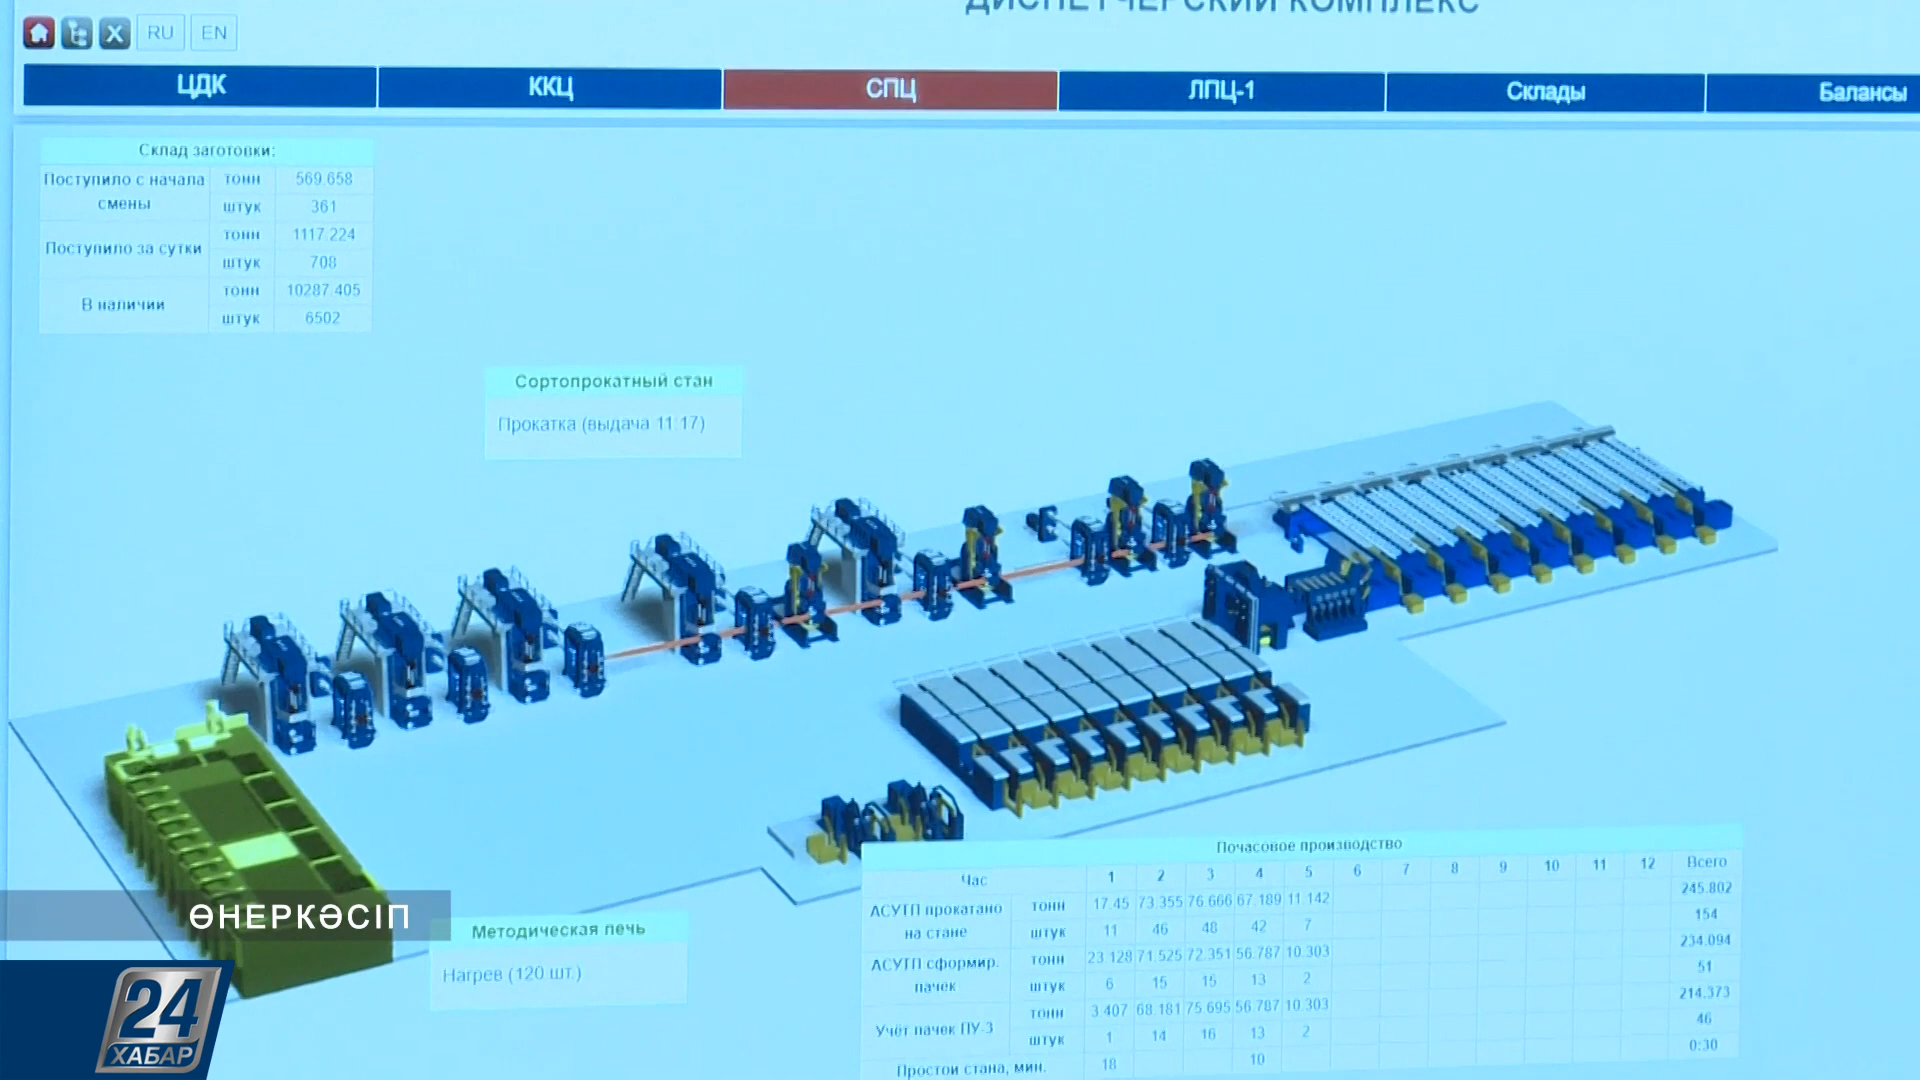 ДИСПЕТЧЕРСКИЙ КОМПЛЕКС
RU EN
ЦДК ККЦ СПЦ ЛПЦ-1 Склады Балансы
Склад заготовки:
Поступило с начала смены тонн 569.658
штук 361
Поступило за сутки тонн 1117.224
штук 708
В наличии тонн 10287.405
штук 6502
Сортопрокатный стан
Прокатка (выдача 11:17)
Почасовое производство
Час 1 2 3 4 5 6 7 8 9 10 11 12 Всего
АСУТП прокатано на стане тонн 17.45 73.355 76.666 67.189 11.142 245.802
штук 11 46 48 42 7 154
АСУТП сформир. пачек тонн 23.128 71.525 72.351 56.787 10.303 234.094
штук 6 15 15 13 2 51
Учёт пачек ПУ-3 тонн 3.407 68.181 75.695 56.787 10.303 214.373
штук 1 14 16 13 2 46
Простои стана, мин. 18 10 0:30
Методическая печь
Нагрев (120 шт.)
ӨНЕРКӘСІП
24
ХАБАР